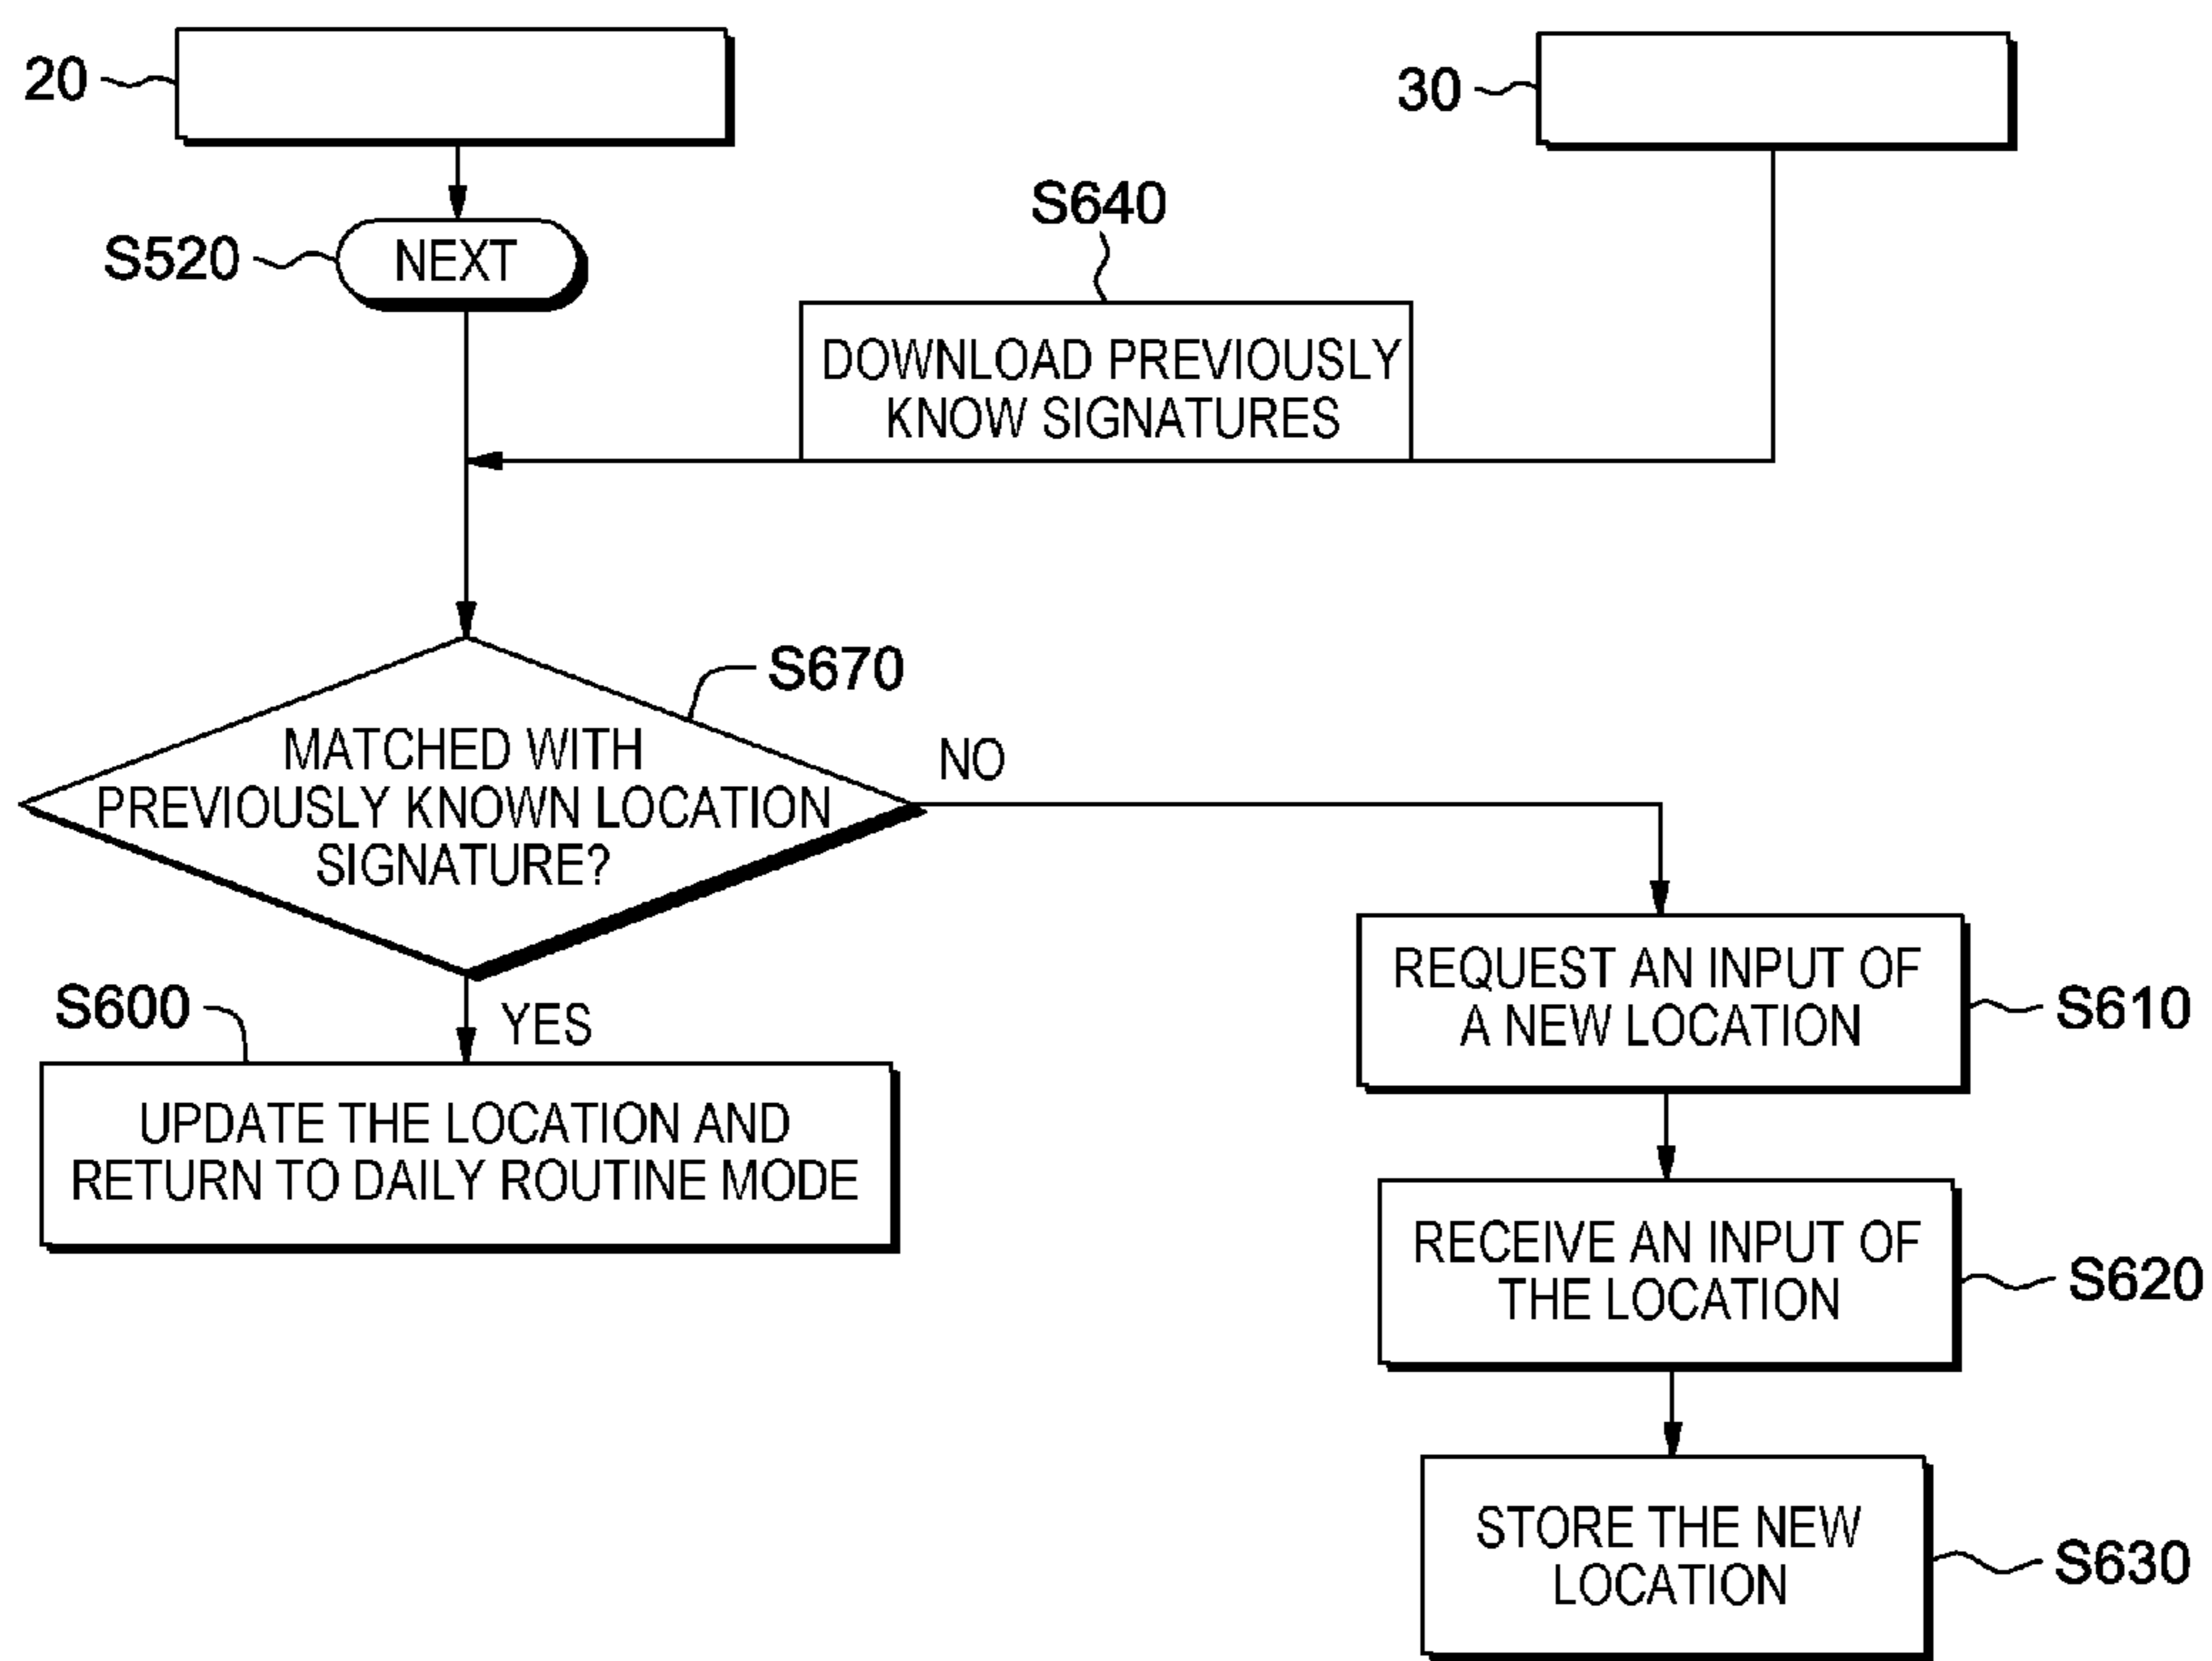 20
30
S520
NEXT
S640
DOWNLOAD PREVIOUSLY
KNOW SIGNATURES
S670
MATCHED WITH
PREVIOUSLY KNOWN LOCATION
SIGNATURE?
NO
S600
YES
UPDATE THE LOCATION AND
RETURN TO DAILY ROUTINE MODE
REQUEST AN INPUT OF
A NEW LOCATION
S610
RECEIVE AN INPUT OF
THE LOCATION
S620
STORE THE NEW
LOCATION
S630